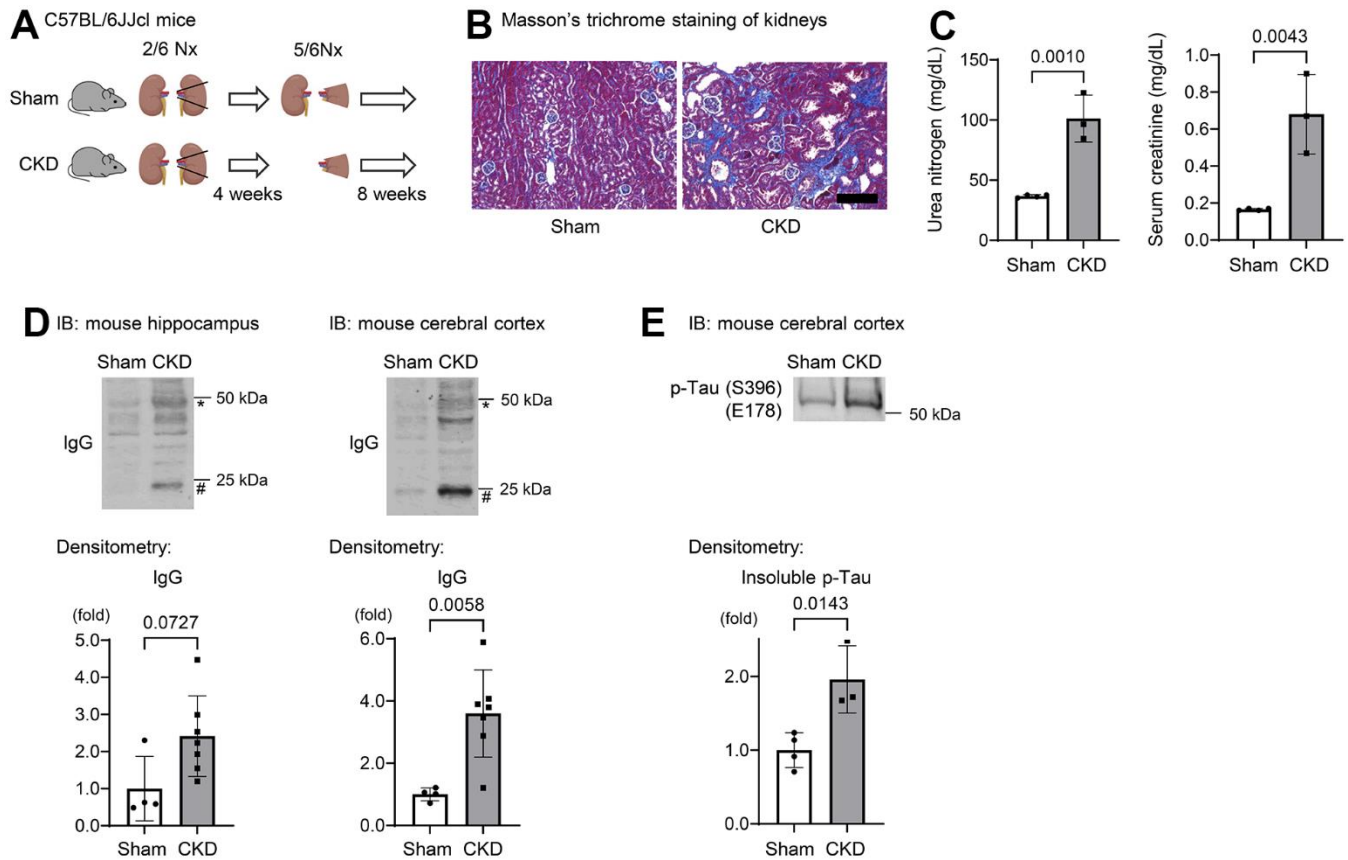 A C57BL/6JJcl mice
2/6 Nx
5/6Nx
Sham
CKD
4 weeks
8 weeks
B Masson's trichrome staining of kidneys
Sham
CKD
C
Urea nitrogen (mg/dL)
150
100
50
0
0.0010
Sham CKD
Serum creatinine (mg/dL)
1.0
0.8
0.6
0.4
0.2
0.0
0.0043
Sham CKD
D IB: mouse hippocampus
Sham CKD
50 kDa
*
IgG
25 kDa
#
Densitometry:
IgG
(fold)
0.0727
5.0
4.0
3.0
2.0
1.0
0.0
Sham CKD
IB: mouse cerebral cortex
Sham CKD
50 kDa
*
IgG
25 kDa
#
Densitometry:
IgG
(fold)
0.0058
6.0
4.0
2.0
0.0
Sham CKD
E IB: mouse cerebral cortex
Sham CKD
p-Tau (S396)
(E178)
50 kDa
Densitometry:
Insoluble p-Tau
(fold)
0.0143
2.0
1.0
0.0
Sham CKD